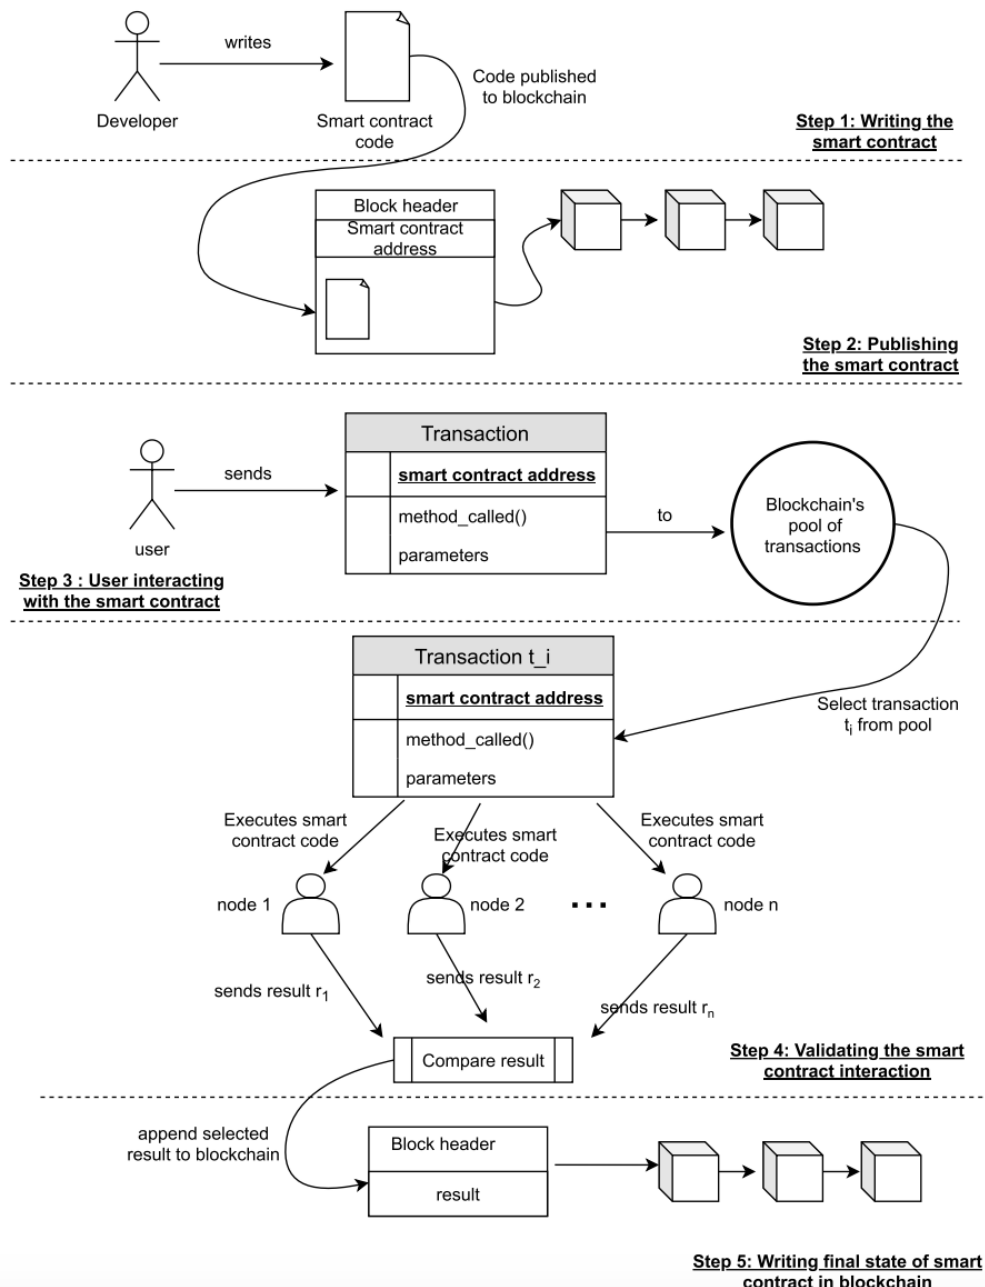 writes
Developer
Smart contract
code
Code published
to blockchain
Step 1: Writing the
smart contract
Block header
Smart contract
address
Step 2: Publishing
the smart contract
user
sends
Transaction
smart contract address
method_called()
parameters
to
Blockchain's
pool of
transactions
Step 3 : User interacting
with the smart contract
Transaction t_i
smart contract address
method_called()
parameters
Select transaction
ti from pool
Executes smart
contract code
Executes smart
contract code
Executes smart
contract code
node 1
node 2
...
node n
sends result r1
sends result r2
sends result rn
Compare result
Step 4: Validating the smart
contract interaction
append selected
result to blockchain
Block header
result
Step 5: Writing final state of smart
contract in blockchain